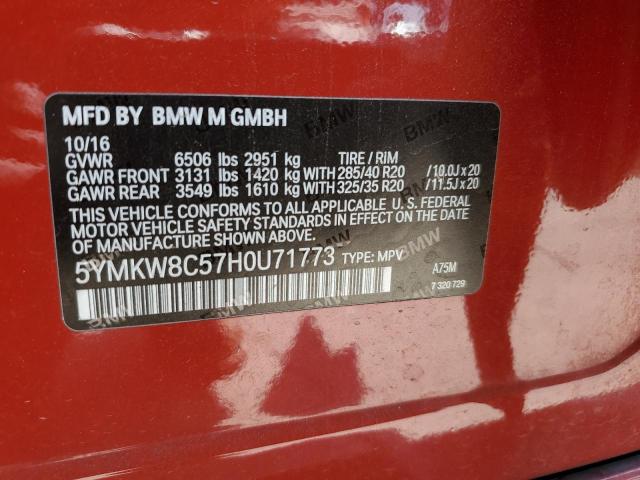 MFD BY BMW M GMBH
10/16
GVWR 6506 lbs 2951 kg TIRE / RIM
GAWR FRONT 3131 lbs 1420 kg WITH 285/40 R20 /10.0J x 20
GAWR REAR 3549 lbs 1610 kg WITH 325/35 R20 /11.5J x 20
THIS VEHICLE CONFORMS TO ALL APPLICABLE U.S. FEDERAL
MOTOR VEHICLE SAFETY STANDARDS IN EFFECT ON THE DATE OF
MANUFACTURE SHOWN ABOVE.
5YMKW8C57H0U71773 TYPE: MPV A75M
7 320 729